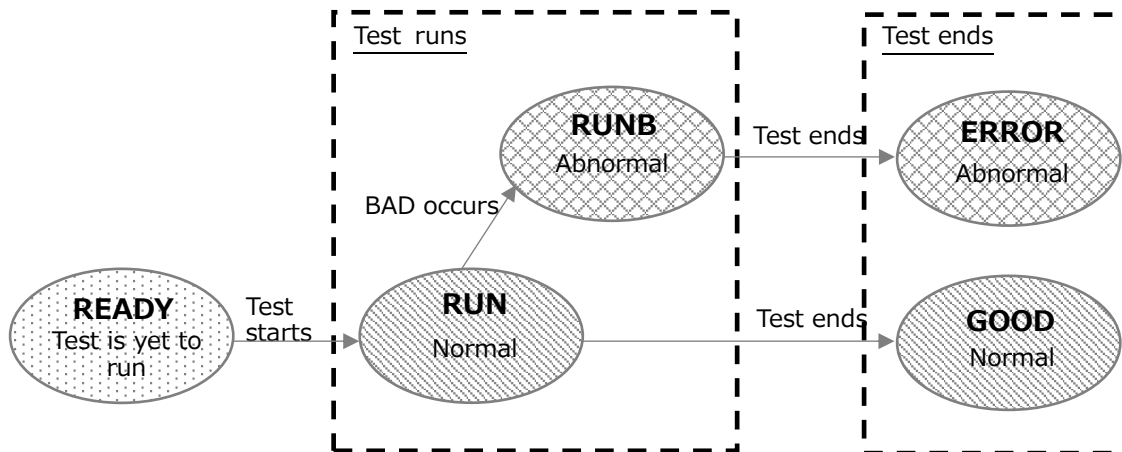 Test runs
Test ends
RUNB
Abnormal
Test ends
ERROR
Abnormal
BAD occurs
READY
Test is yet to
run
Test
starts
RUN
Normal
Test ends
GOOD
Normal